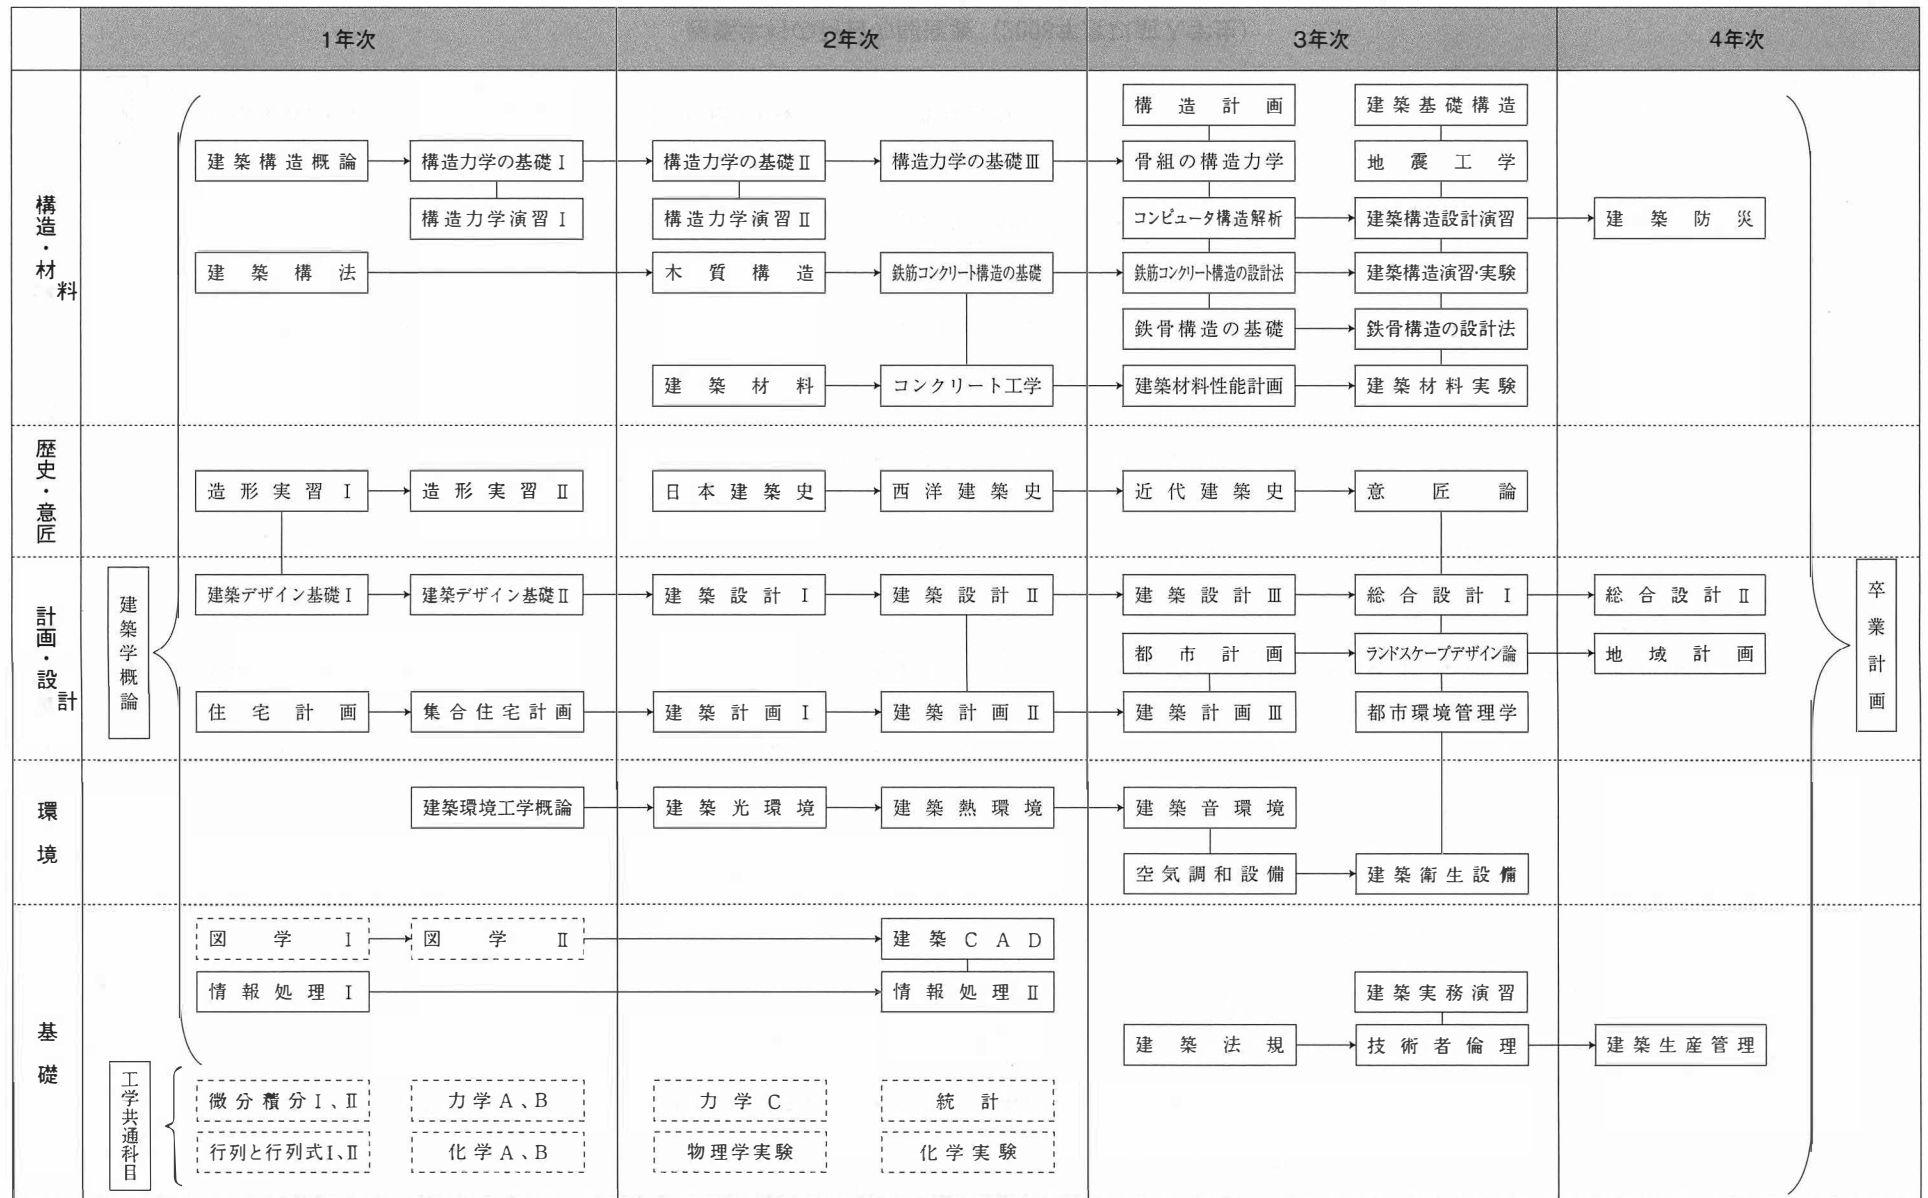 1年次 2年次 3年次 4年次
構造・材料
構造計画 建築基礎構造
建築構造概論 構造力学の基礎Ⅰ 構造力学の基礎Ⅱ 構造力学の基礎Ⅲ 骨組の構造力学 地震工学
構造力学演習Ⅰ 構造力学演習Ⅱ コンピュータ構造解析 建築構造設計演習 建築防災
建築構法 木質構造 鉄筋コンクリート構造の基礎 鉄筋コンクリート構造の設計法 建築構造演習・実験
鉄骨構造の基礎 鉄骨構造の設計法
建築材料 コンクリート工学 建築材料性能計画 建築材料実験
歴史・意匠
造形実習Ⅰ 造形実習Ⅱ 日本建築史 西洋建築史 近代建築史 意匠論
計画・設計
建築学概論
建築デザイン基礎Ⅰ 建築デザイン基礎Ⅱ 建築設計Ⅰ 建築設計Ⅱ 建築設計Ⅲ 総合設計Ⅰ 総合設計Ⅱ
都市計画 ランドスケープデザイン論 地域計画
住宅計画 集合住宅計画 建築計画Ⅰ 建築計画Ⅱ 建築計画Ⅲ 都市環境管理学
卒業計画
環境
建築環境工学概論 建築光環境 建築熱環境 建築音環境
空気調和設備 建築衛生設備
基礎
図学Ⅰ 図学Ⅱ 建築CAD
情報処理Ⅰ 情報処理Ⅱ 建築実務演習
建築法規 技術者倫理 建築生産管理
工学共通科目
微分積分Ⅰ、Ⅱ 力学A、B 力学C 統計
行列と行列式Ⅰ、Ⅱ 化学A、B 物理学実験 化学実験